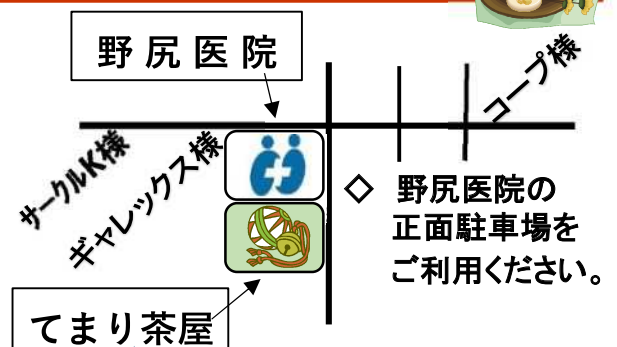 野尻医院
コープ様
サークルK様
ギャレックス様
◇ 野尻医院の
正面駐車場を
ご利用ください。
てまり茶屋